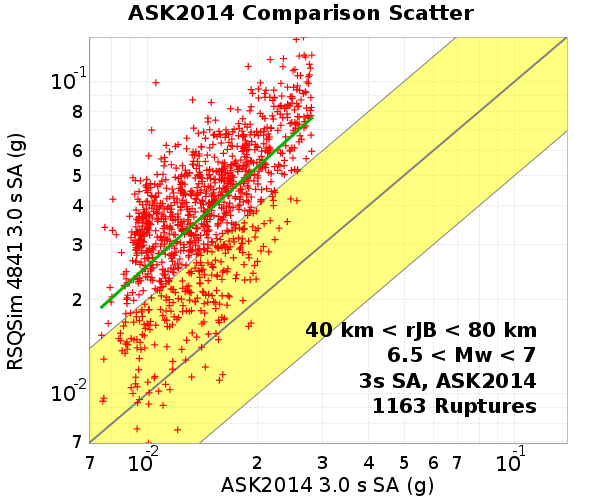 ASK2014 Comparison Scatter
RSQSim 4841 3.0 s SA (g)
10-1
8
6
5
4
3
2
10-2
7
40 km < rJB < 80 km
6.5 < Mw < 7
3s SA, ASK2014
1163 Ruptures
7 10-2 2 3 4 5 6 7 10-1
ASK2014 3.0 s SA (g)